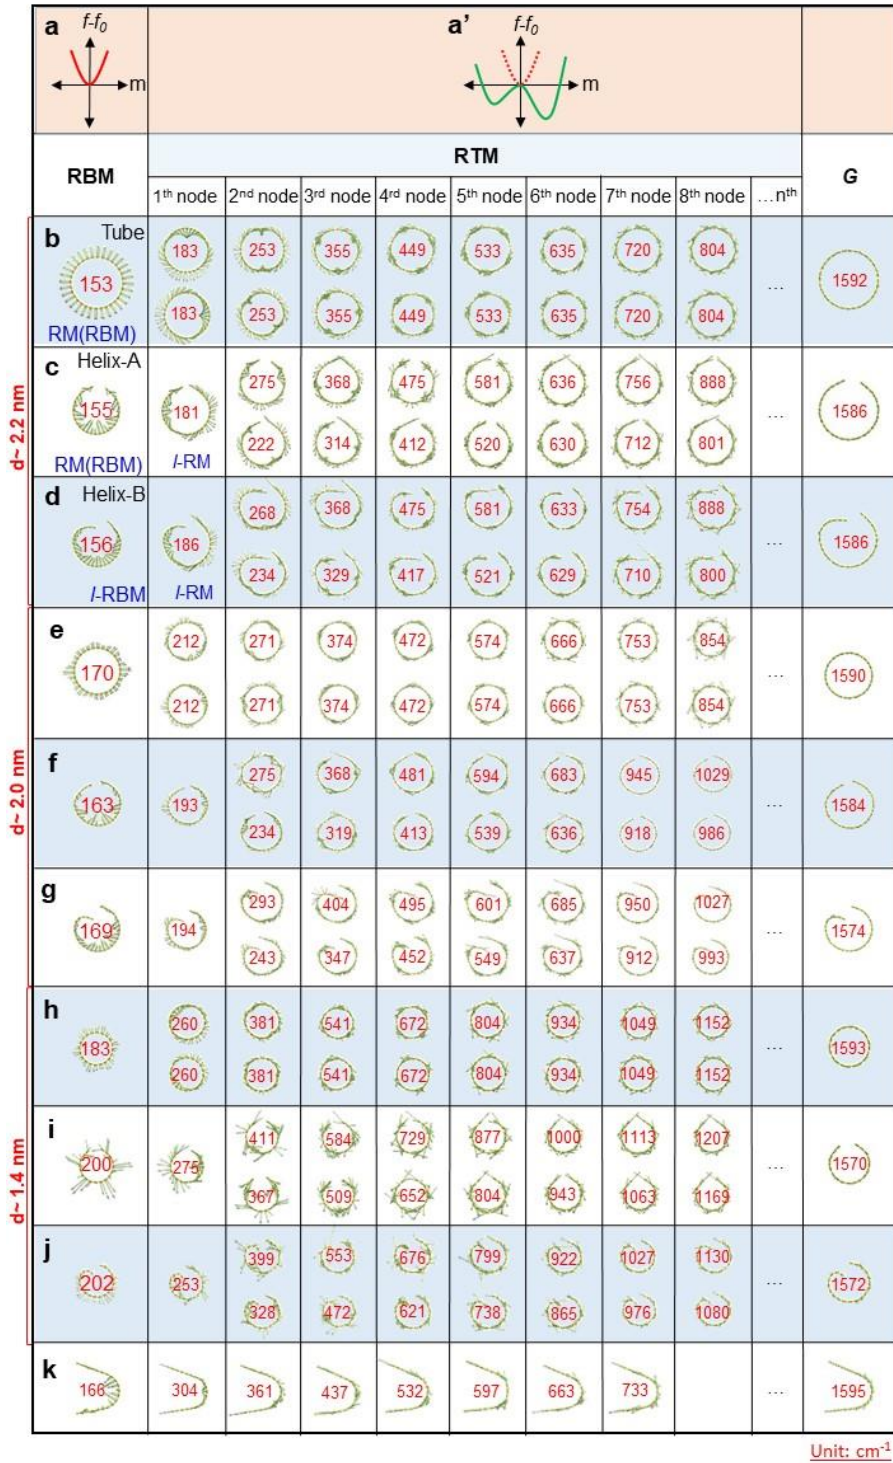 a f-f0 m
a’ f-f0 m
RBM RTM G
1th node 2nd node 3rd node 4rd node 5th node 6th node 7th node 8th node ...nth
d~ 2.2 nm
b Tube
153
RM(RBM)
183 253 355 449 533 635 720 804
183 253 355 449 533 635 720 804
... 1592
c Helix-A
155
RM(RBM)
181
l-RM
275 368 475 581 636 756 888
222 314 412 520 630 712 801
... 1586
d Helix-B
156
l-RBM
186
l-RM
268 368 475 581 633 754 888
234 329 417 521 629 710 800
... 1586
d~ 2.0 nm
e
170
212 271 374 472 574 666 753 854
212 271 374 472 574 666 753 854
... 1590
f
163 193
275 368 481 594 683 945 1029
234 319 413 539 636 918 986
... 1584
g
169 194
293 404 495 601 685 950 1027
243 347 452 549 637 912 993
... 1574
d~ 1.4 nm
h
183
260 381 541 672 804 934 1049 1152
260 381 541 672 804 934 1049 1152
... 1593
i
200 275
411 584 729 877 1000 1113 1207
367 509 652 804 943 1063 1169
... 1570
j
202 253
399 553 676 799 922 1027 1130
328 472 621 738 865 976 1080
... 1572
k
166 304 361 437 532 597 663 733 ... 1595
Unit: cm-1